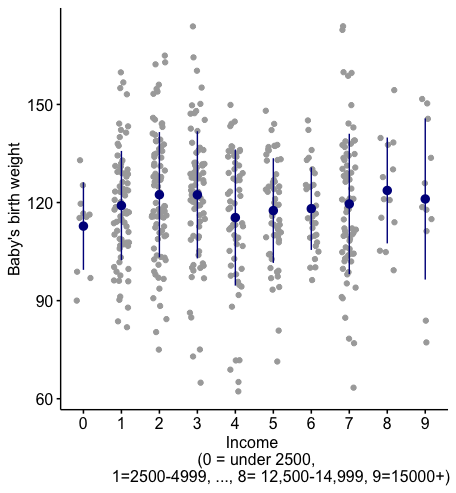 Baby's birth weight
150
120
90
60
0 1 2 3 4 5 6 7 8 9
Income
(0 = under 2500,
1=2500-4999, ..., 8= 12,500-14,999, 9=15000+)